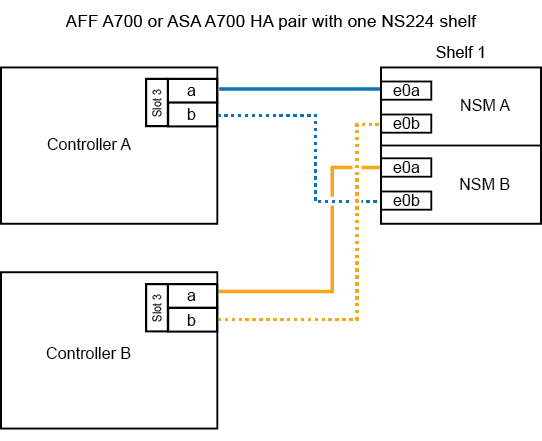 AFF A700 or ASA A700 HA pair with one NS224 shelf
Shelf 1
Controller A
Slot 3
a
b
e0a
NSM A
e0b
e0a
NSM B
e0b
Controller B
Slot 3
a
b